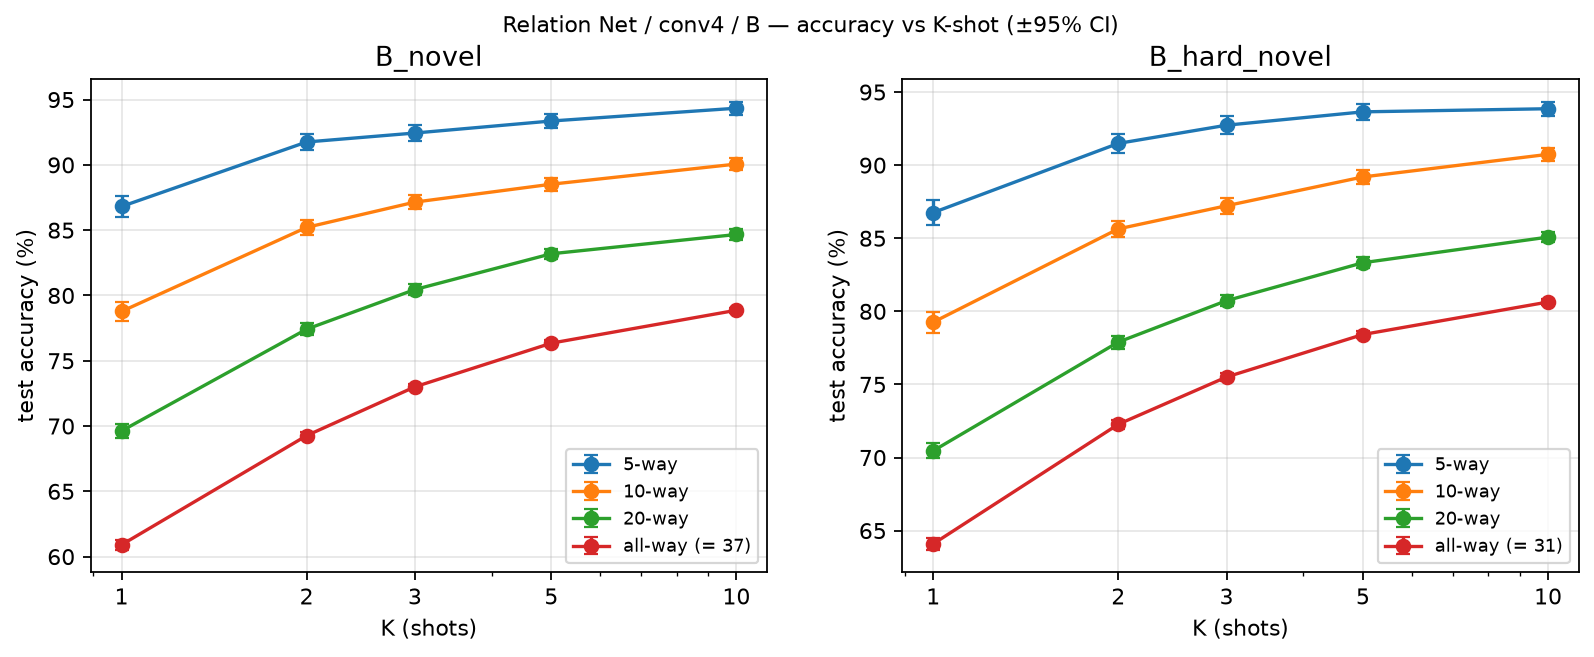 Relation Net / conv4 / B — accuracy vs K-shot (±95% CI)
B_novel
test accuracy (%)
95
90
85
80
75
70
65
60
1
2
3
5
10
K (shots)
5-way
10-way
20-way
all-way (= 37)
B_hard_novel
test accuracy (%)
95
90
85
80
75
70
65
1
2
3
5
10
K (shots)
5-way
10-way
20-way
all-way (= 31)